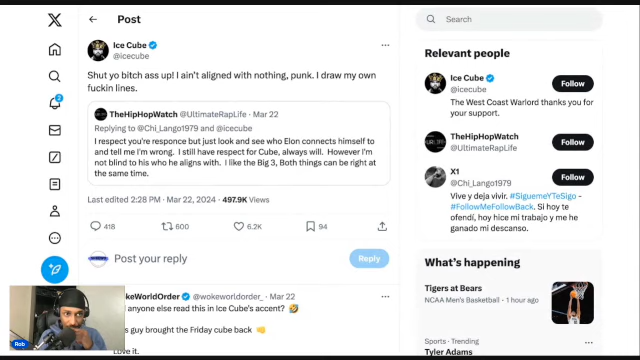 Post
Search
Ice Cube
@icecube
Shut yo bitch ass up! I ain't aligned with nothing, punk. I draw my own
fuckin lines.
TheHipHopWatch @UltimateRapLife · Mar 22
Replying to @Chi_Lango1979 and @icecube
I respect you're responce but just look and see who Elon connects himself to
and tell me I'm wrong. I still have respect for Cube, always will. However I'm
not blind to his who he aligns with. I like the Big 3, Both things can be right at
the same time.
Last edited 2:28 PM · Mar 22, 2024 · 497.9K Views
418
600
6.2K
94
Post your reply
Reply
keWorldOrder @wokeworldorder_ · Mar 22
anyone else read this in Ice Cube's accent?
s guy brought the Friday cube back
Love it.
Rob
2
Relevant people
Ice Cube
@icecube
Follow
The West Coast Warlord thanks you for
your support.
TheHipHopWatch
@UltimateRapLife
Follow
X1
@Chi_Lango1979
Follow
Vive y deja vivir. #SiguemeYTeSigo -
#FollowMeFollowBack. Si hoy te
ofendí, hoy hice mi trabajo y me he
ganado mi descanso.
What's happening
Tigers at Bears
NCAA Men's Basketball · 1 hour ago
Sports · Trending
Tyler Adams